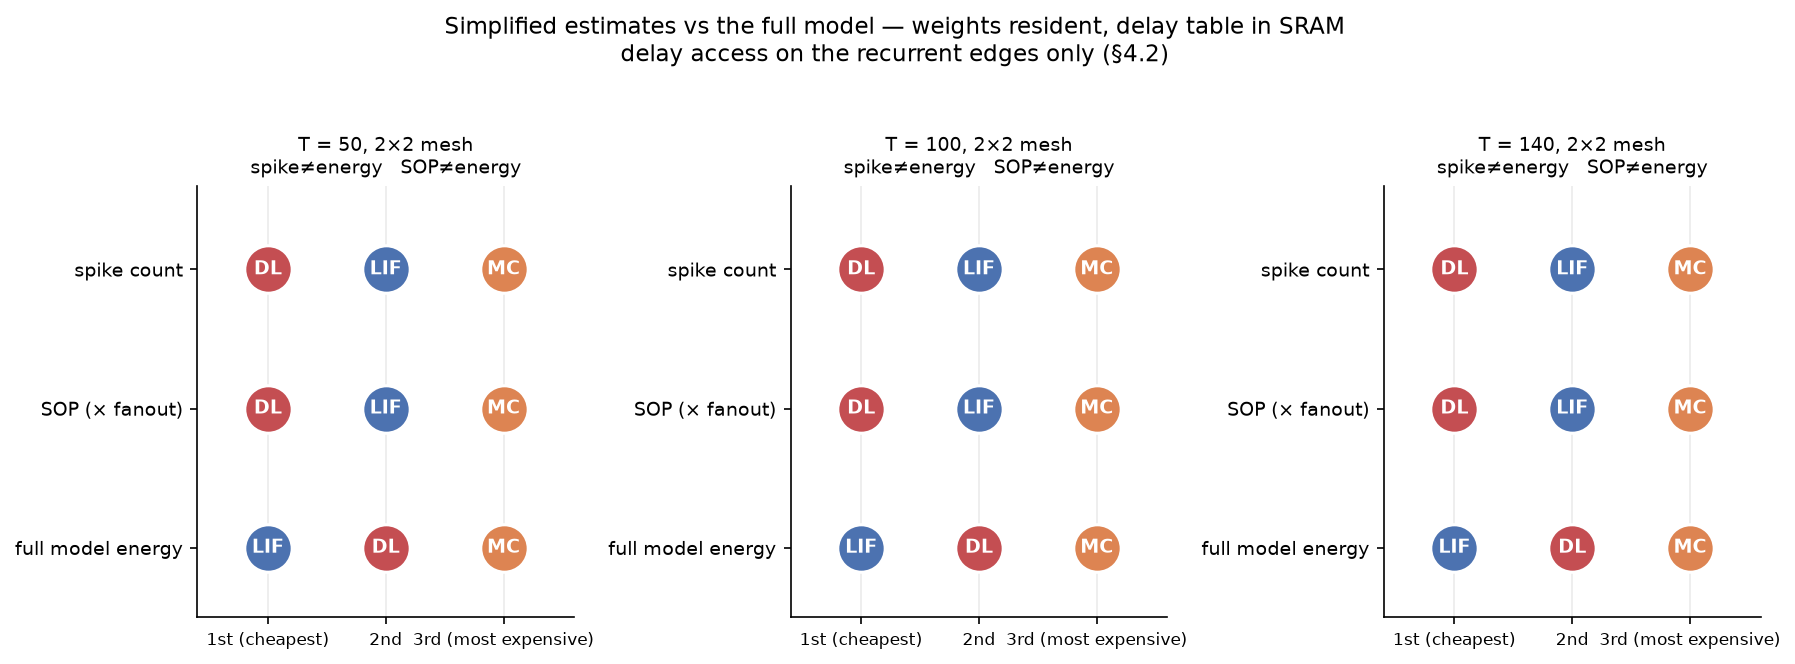 Simplified estimates vs the full model — weights resident, delay table in SRAM
delay access on the recurrent edges only (§4.2)
T = 50, 2×2 mesh
spike≠energy SOP≠energy
spike count
DL LIF MC
SOP (× fanout)
DL LIF MC
full model energy
LIF DL MC
1st (cheapest) 2nd 3rd (most expensive)
T = 100, 2×2 mesh
spike≠energy SOP≠energy
spike count
DL LIF MC
SOP (× fanout)
DL LIF MC
full model energy
LIF DL MC
1st (cheapest) 2nd 3rd (most expensive)
T = 140, 2×2 mesh
spike≠energy SOP≠energy
spike count
DL LIF MC
SOP (× fanout)
DL LIF MC
full model energy
LIF DL MC
1st (cheapest) 2nd 3rd (most expensive)